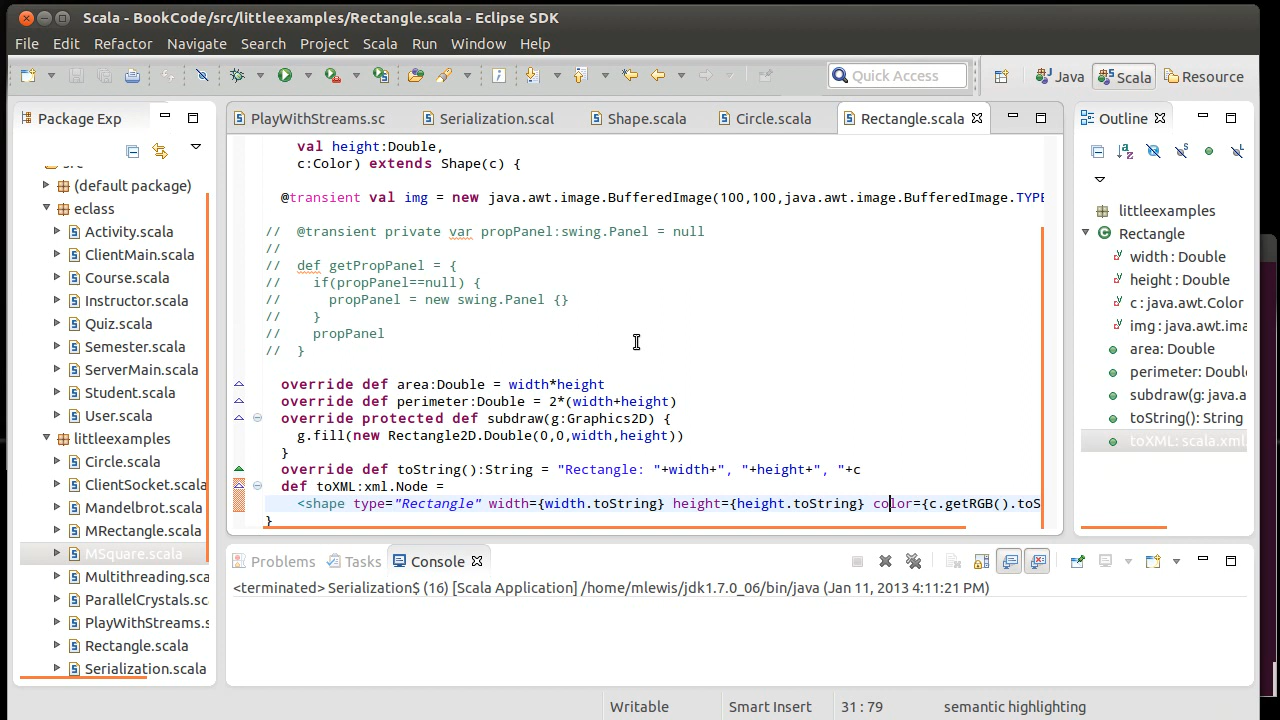 Scala - BookCode/src/littleexamples/Rectangle.scala - Eclipse SDK
File Edit Refactor Navigate Search Project Scala Run Window Help
Quick Access
Java
Scala
Resource
Package Exp
(default package)
eclass
Activity.scala
ClientMain.scala
Course.scala
Instructor.scala
Quiz.scala
Semester.scala
ServerMain.scala
Student.scala
User.scala
littleexamples
Circle.scala
ClientSocket.scala
Mandelbrot.scala
MRectangle.scala
MSquare.scala
Multithreading.sca
ParallelCrystals.sc
PlayWithStreams.s
Rectangle.scala
Serialization.scala
PlayWithStreams.sc
Serialization.scal
Shape.scala
Circle.scala
Rectangle.scala
val height:Double,
c:Color) extends Shape(c) {
@transient val img = new java.awt.image.BufferedImage(100,100,java.awt.image.BufferedImage.TYPE
// @transient private var propPanel:swing.Panel = null
//
// def getPropPanel = {
// if(propPanel==null) {
// propPanel = new swing.Panel {}
// }
// propPanel
// }
override def area:Double = width*height
override def perimeter:Double = 2*(width+height)
override protected def subdraw(g:Graphics2D) {
g.fill(new Rectangle2D.Double(0,0,width,height))
}
override def toString():String = "Rectangle: "+width+", "+height+", "+c
def toXML:xml.Node =
<shape type="Rectangle" width={width.toString} height={height.toString} color={c.getRGB().toS
}
Outline
littleexamples
Rectangle
width : Double
height : Double
c : java.awt.Color
img : java.awt.ima
area: Double
perimeter: Doubl
subdraw(g: java.a
toString(): String
toXML: scala.xml
Problems
Tasks
Console
<terminated> Serialization$ (16) [Scala Application] /home/mlewis/jdk1.7.0_06/bin/java (Jan 11, 2013 4:11:21 PM)
Writable
Smart Insert
31 : 79
semantic highlighting